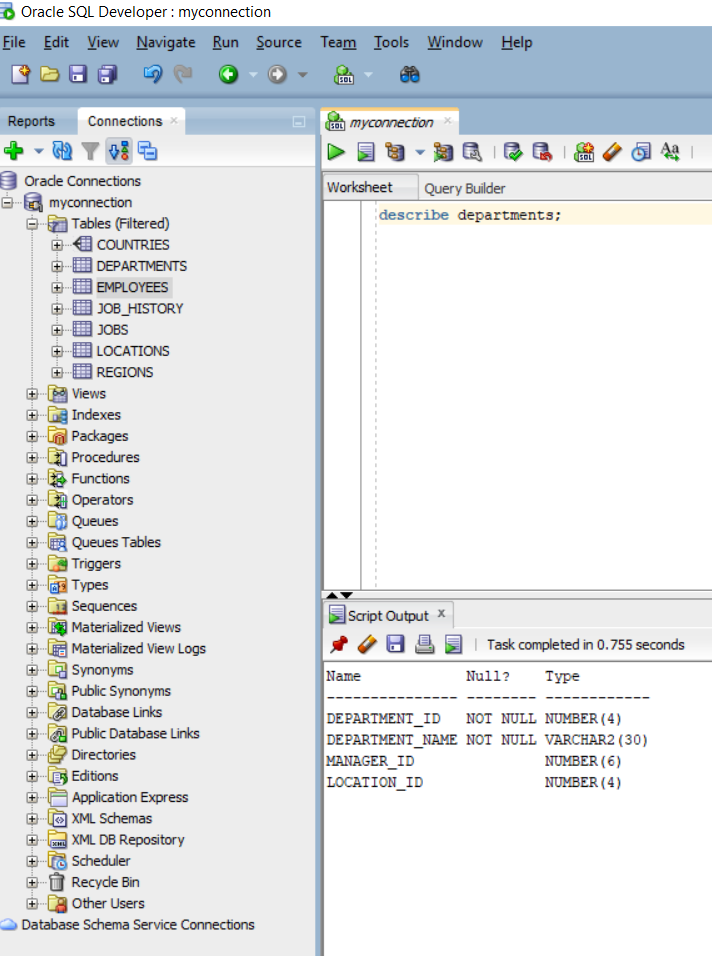 Oracle SQL Developer : myconnection
File Edit View Navigate Run Source Team Tools Window Help
SQL
Reports
Connections
Oracle Connections
myconnection
Tables (Filtered)
COUNTRIES
DEPARTMENTS
EMPLOYEES
JOB_HISTORY
JOBS
LOCATIONS
REGIONS
Views
Indexes
Packages
Procedures
Functions
Operators
Queues
Queues Tables
Triggers
Types
Sequences
Materialized Views
Materialized View Logs
Synonyms
Public Synonyms
Database Links
Public Database Links
Directories
Editions
Application Express
XML Schemas
XML DB Repository
Scheduler
Recycle Bin
Other Users
Database Schema Service Connections
SQL myconnection
SQL Aa
Worksheet Query Builder
describe departments;
Script Output x
Task completed in 0.755 seconds
Name Null? Type
--------------- -------- ------------
DEPARTMENT_ID NOT NULL NUMBER(4)
DEPARTMENT_NAME NOT NULL VARCHAR2(30)
MANAGER_ID NUMBER(6)
LOCATION_ID NUMBER(4)